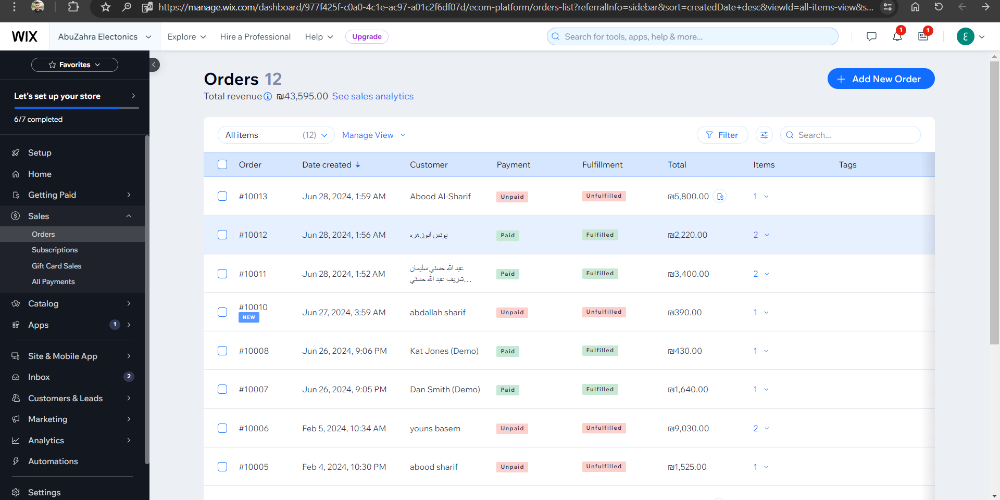 https://manage.wix.com/dashboard/977f425f-c0a0-4c1e-ac97-a01c2f6df07d/ecom-platform/orders-list?referralInfo=sidebar&sort=createdDate+desc&viewId=all-items-view&s...
WIX
AbuZahra Electonics
Explore
Hire a Professional
Help
Upgrade
Search for tools, apps, help & more...
1
1
ع
Favorites
Let's set up your store
6/7 completed
Setup
Home
Getting Paid
Sales
Orders
Subscriptions
Gift Card Sales
All Payments
Catalog
Apps 1
Site & Mobile App
Inbox 2
Customers & Leads
Marketing
Analytics
Automations
Settings
Orders 12
Total revenue ₪43,595.00 See sales analytics
Add New Order
All items (12) Manage View
Filter
Search...
Order Date created Customer Payment Fulfillment Total Items Tags
#10013 Jun 28, 2024, 1:59 AM Abood Al-Sharif Unpaid Unfulfilled ₪5,800.00 1
#10012 Jun 28, 2024, 1:56 AM يونس ابوزهره Paid Fulfilled ₪2,220.00 2
#10011 Jun 28, 2024, 1:52 AM عبد الله حسني سليمان Paid Fulfilled ₪3,400.00 2
شريف عبد الله حسني...
#10010 Jun 27, 2024, 3:59 AM abdallah sharif Unpaid Unfulfilled ₪390.00 1
NEW
#10008 Jun 26, 2024, 9:06 PM Kat Jones (Demo) Paid Fulfilled ₪430.00 1
#10007 Jun 26, 2024, 9:05 PM Dan Smith (Demo) Paid Fulfilled ₪1,640.00 1
#10006 Feb 5, 2024, 10:34 AM youns basem Unpaid Unfulfilled ₪9,030.00 2
#10005 Feb 4, 2024, 10:30 PM abood sharif Unpaid Unfulfilled ₪1,525.00 1